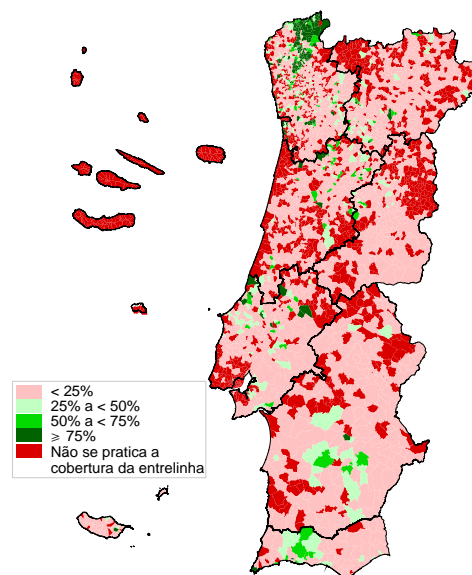 < 25%
25% a < 50%
50% a < 75%
⩾ 75%
Não se pratica a
cobertura da entrelinha